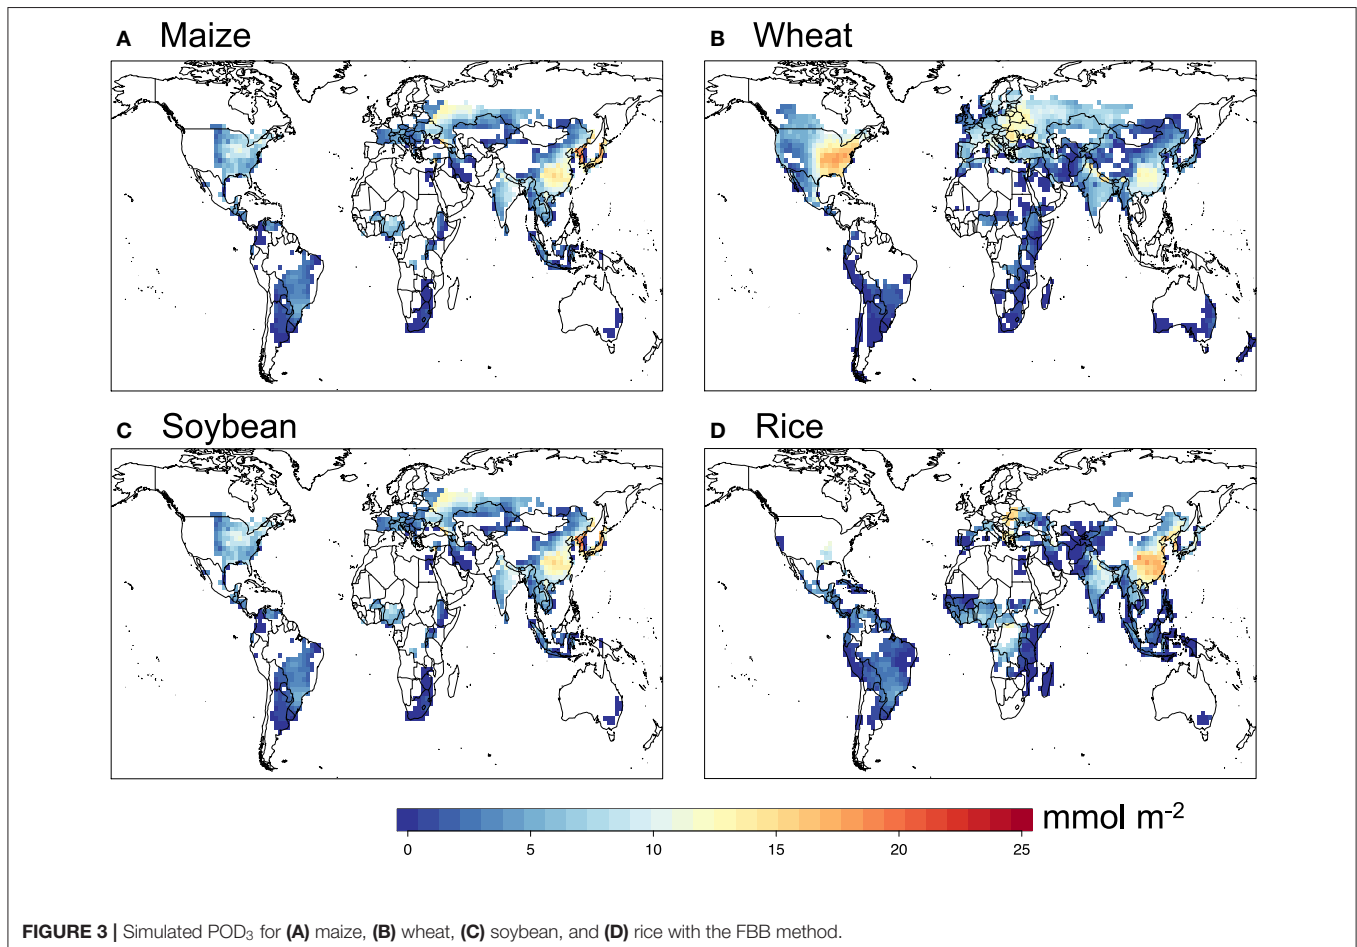 A Maize
B Wheat
C Soybean
D Rice
mmol m-2
0 5 10 15 20 25
FIGURE 3 | Simulated POD3 for (A) maize, (B) wheat, (C) soybean, and (D) rice with the FBB method.